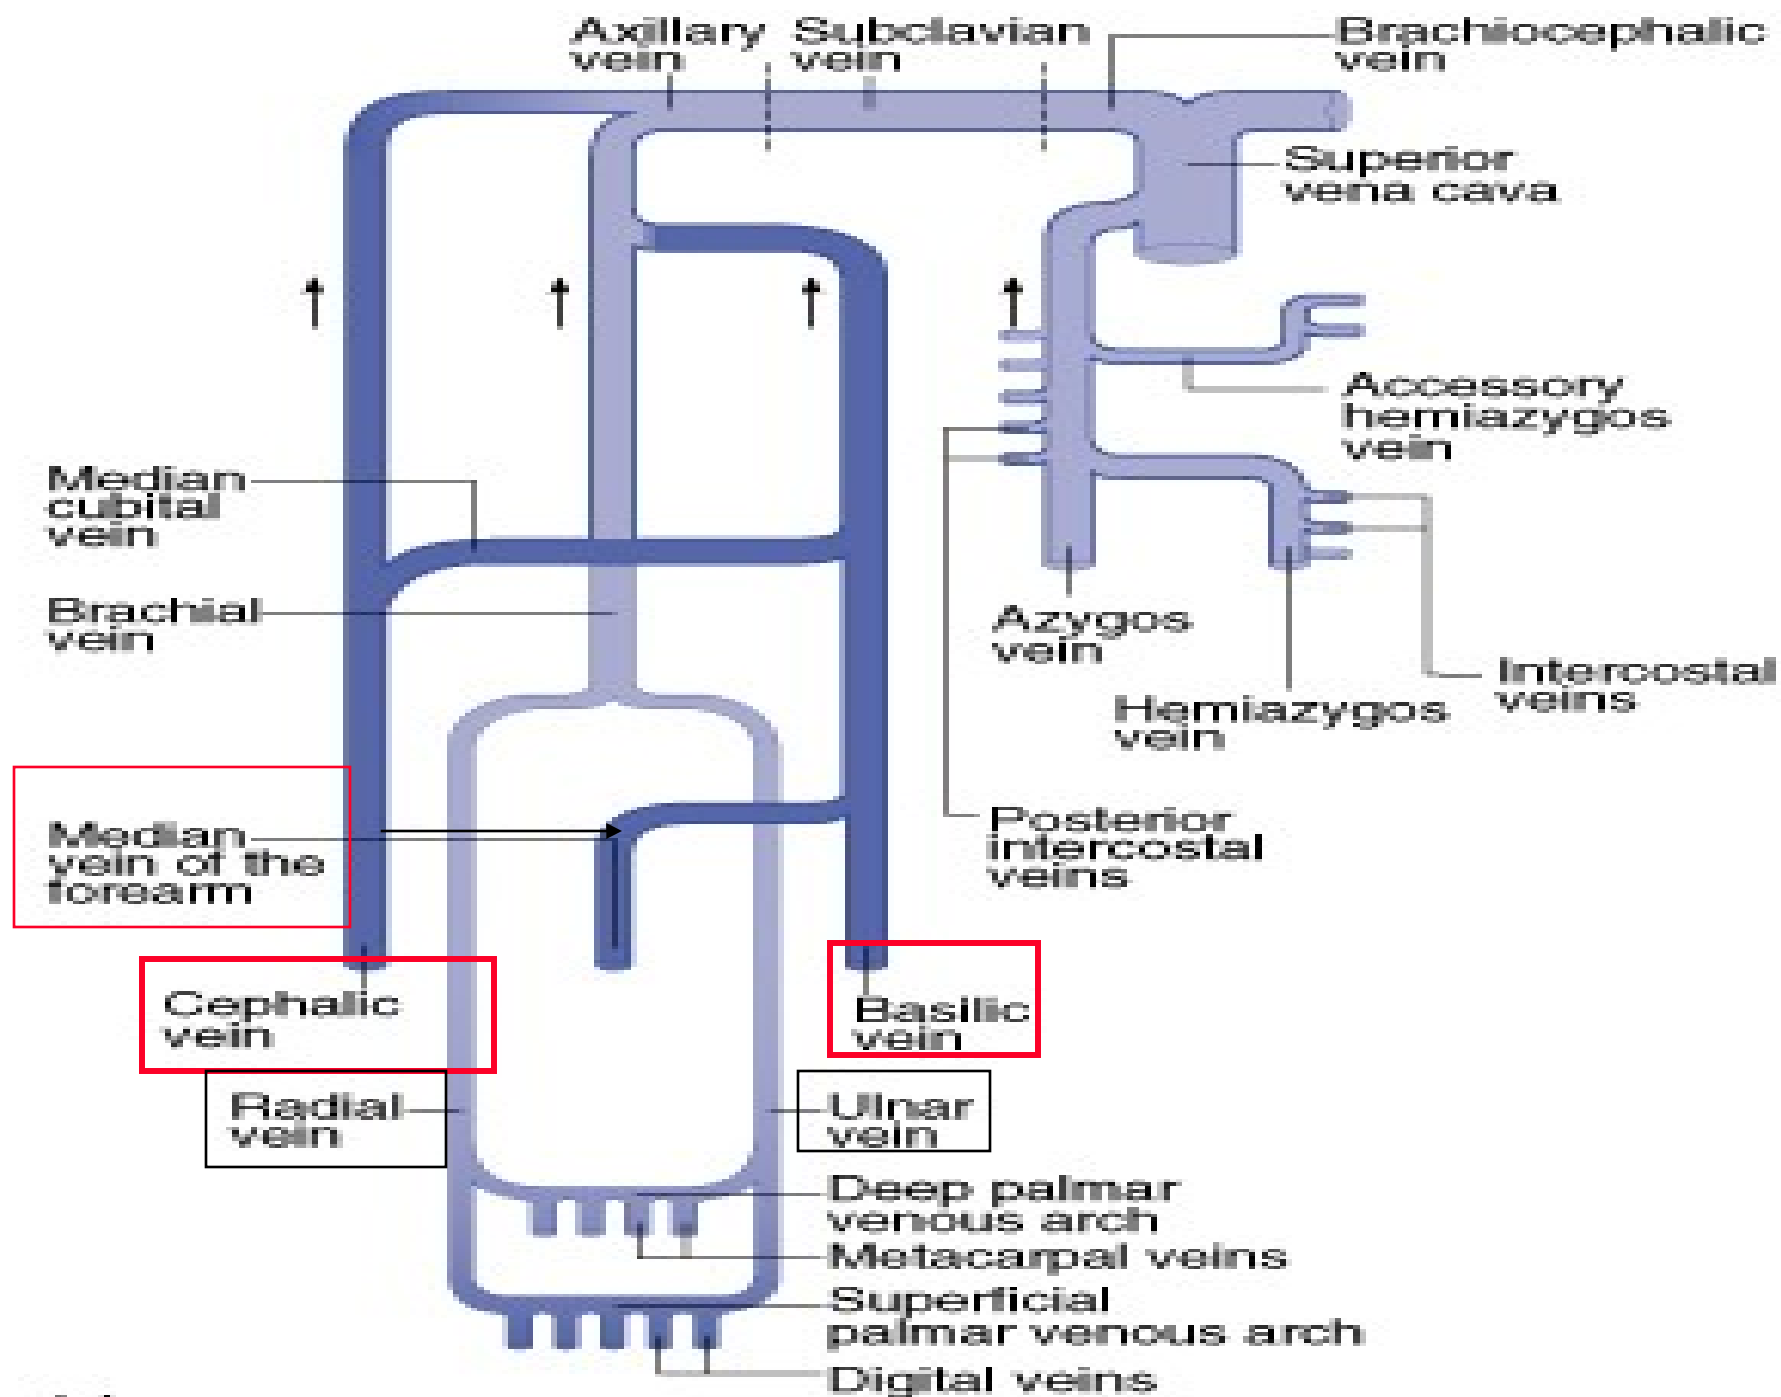 Axillary
vein
Subclavian
vein
Brachiocephalic
vein
Superior
vena cava
Accessory
hemiazygos
vein
Median
cubital
vein
Brachial
vein
Azygos
vein
Hemiazygos
vein
Intercostal
veins
Median
vein of the
forearm
Posterior
intercostal
veins
Cephalic
vein
Basilic
vein
Radial
vein
Ulnar
vein
Deep palmar
venous arch
Metacarpal veins
Superficial
palmar venous arch
Digital veins